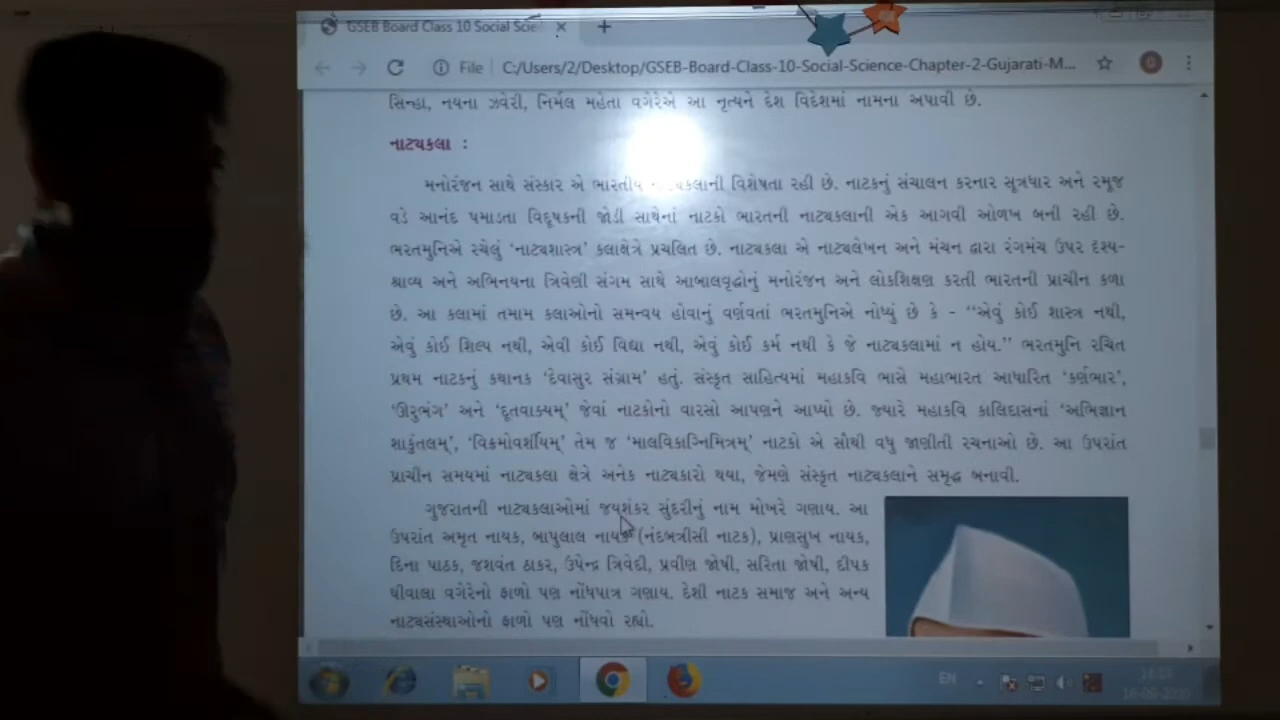 GSEB Board Class 10 Social Scie
File C:/Users/2/Desktop/GSEB-Board-Class-10-Social-Science-Chapter-2-Gujarati-M...
સિન્હા, નયના ઝવેરી, નિર્મલ મહેતા વગેરેએ આ નૃત્યને દેશ વિદેશમાં નામના અપાવી છે.
નાટ્યકલા :
મનોરંજન સાથે સંસ્કાર એ ભારતીય નાટ્યકલાની વિશેષતા રહી છે. નાટકનું સંચાલન કરનાર સૂત્રધાર અને રમૂજ
વડે આનંદ પમાડતા વિદૂષકની જોડી સાથેનાં નાટકો ભારતની નાટ્યકલાની એક આગવી ઓળખ બની રહી છે.
ભરતમુનિએ રચેલું ‘નાટ્યશાસ્ત્ર’ કલાક્ષેત્રે પ્રચલિત છે. નાટ્યકલા એ નાટ્યલેખન અને મંચન દ્વારા રંગમંચ ઉપર દૃશ્ય-
શ્રાવ્ય અને અભિનયના ત્રિવેણી સંગમ સાથે આબાલવૃદ્ધોનું મનોરંજન અને લોકશિક્ષણ કરતી ભારતની પ્રાચીન કળા
છે. આ કલામાં તમામ કલાઓનો સમન્વય હોવાનું વર્ણવતાં ભરતમુનિએ નોંધ્યું છે કે - “એવું કોઈ શાસ્ત્ર નથી,
એવું કોઈ શિલ્પ નથી, એવી કોઈ વિદ્યા નથી, એવું કોઈ કર્મ નથી કે જે નાટ્યકલામાં ન હોય.” ભરતમુનિ રચિત
પ્રથમ નાટકનું કથાનક ‘દેવાસુર સંગ્રામ’ હતું. સંસ્કૃત સાહિત્યમાં મહાકવિ ભાસે મહાભારત આધારિત ‘કર્ણભાર’,
‘ઊરુભંગ’ અને ‘દૂતવાક્યમ્’ જેવાં નાટકોનો વારસો આપણને આપ્યો છે. જ્યારે મહાકવિ કાલિદાસનાં ‘અભિજ્ઞાન
શાકુંતલમ્’, ‘વિક્રમોવર્શીયમ્’ તેમ જ ‘માલવિકાગ્નિમિત્રમ્’ નાટકો એ સૌથી વધુ જાણીતી રચનાઓ છે. આ ઉપરાંત
પ્રાચીન સમયમાં નાટ્યકલા ક્ષેત્રે અનેક નાટ્યકારો થયા, જેમણે સંસ્કૃત નાટ્યકલાને સમૃદ્ધ બનાવી.
ગુજરાતની નાટ્યકલાઓમાં જયશંકર સુંદરીનું નામ મોખરે ગણાય. આ
ઉપરાંત અમૃત નાયક, બાપુલાલ નાયક (નંદબત્રીસી નાટક), પ્રાણસુખ નાયક,
દિના પાઠક, જશવંત ઠાકર, ઉપેન્દ્ર ત્રિવેદી, પ્રવીણ જોષી, સરિતા જોષી, દીપક
ઘીવાલા વગેરેનો ફાળો પણ નોંધપાત્ર ગણાય. દેશી નાટક સમાજ અને અન્ય
નાટ્યસંસ્થાઓનો ફાળો પણ નોંધવો રહ્યો.
EN